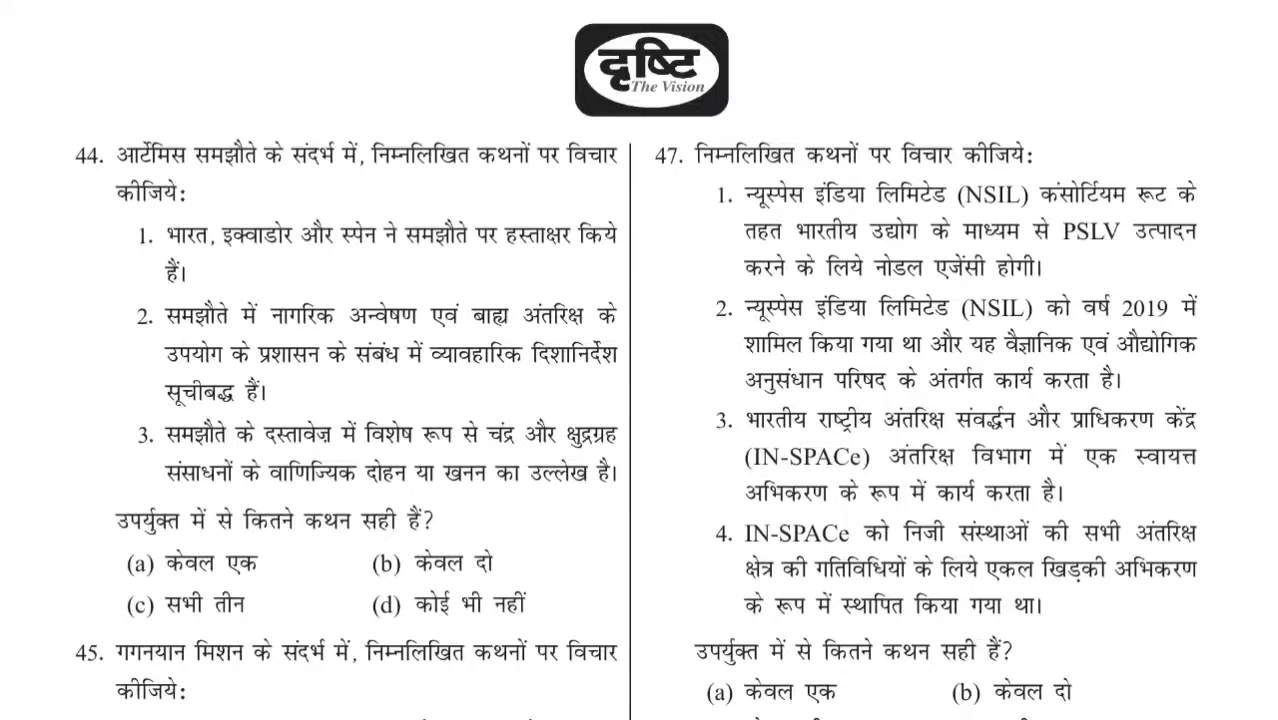 दृष्टि
The Vision
44. आर्टेमिस समझौते के संदर्भ में, निम्नलिखित कथनों पर विचार
कीजिये:
1. भारत, इक्वाडोर और स्पेन ने समझौते पर हस्ताक्षर किये
हैं।
2. समझौते में नागरिक अन्वेषण एवं बाह्य अंतरिक्ष के
उपयोग के प्रशासन के संबंध में व्यावहारिक दिशानिर्देश
सूचीबद्ध हैं।
3. समझौते के दस्तावेज़ में विशेष रूप से चंद्र और क्षुद्रग्रह
संसाधनों के वाणिज्यिक दोहन या खनन का उल्लेख है।
उपर्युक्त में से कितने कथन सही हैं?
(a) केवल एक (b) केवल दो
(c) सभी तीन (d) कोई भी नहीं
45. गगनयान मिशन के संदर्भ में, निम्नलिखित कथनों पर विचार
कीजिये:
47. निम्नलिखित कथनों पर विचार कीजिये:
1. न्यूस्पेस इंडिया लिमिटेड (NSIL) कंसोर्टियम रूट के
तहत भारतीय उद्योग के माध्यम से PSLV उत्पादन
करने के लिये नोडल एजेंसी होगी।
2. न्यूस्पेस इंडिया लिमिटेड (NSIL) को वर्ष 2019 में
शामिल किया गया था और यह वैज्ञानिक एवं औद्योगिक
अनुसंधान परिषद के अंतर्गत कार्य करता है।
3. भारतीय राष्ट्रीय अंतरिक्ष संवर्द्धन और प्राधिकरण केंद्र
(IN-SPACe) अंतरिक्ष विभाग में एक स्वायत्त
अभिकरण के रूप में कार्य करता है।
4. IN-SPACe को निजी संस्थाओं की सभी अंतरिक्ष
क्षेत्र की गतिविधियों के लिये एकल खिड़की अभिकरण
के रूप में स्थापित किया गया था।
उपर्युक्त में से कितने कथन सही हैं?
(a) केवल एक (b) केवल दो